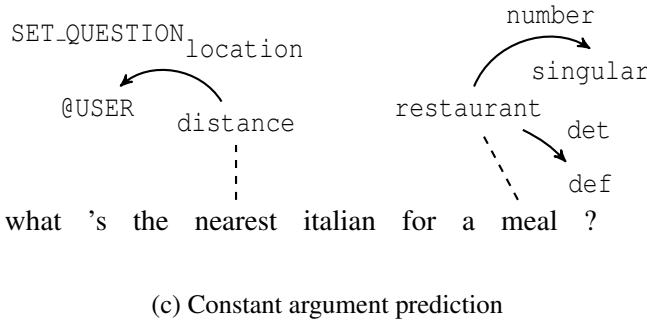 number
SET_QUESTION location
singular
@USER distance restaurant det
def
what 's the nearest italian for a meal ?
(c) Constant argument prediction